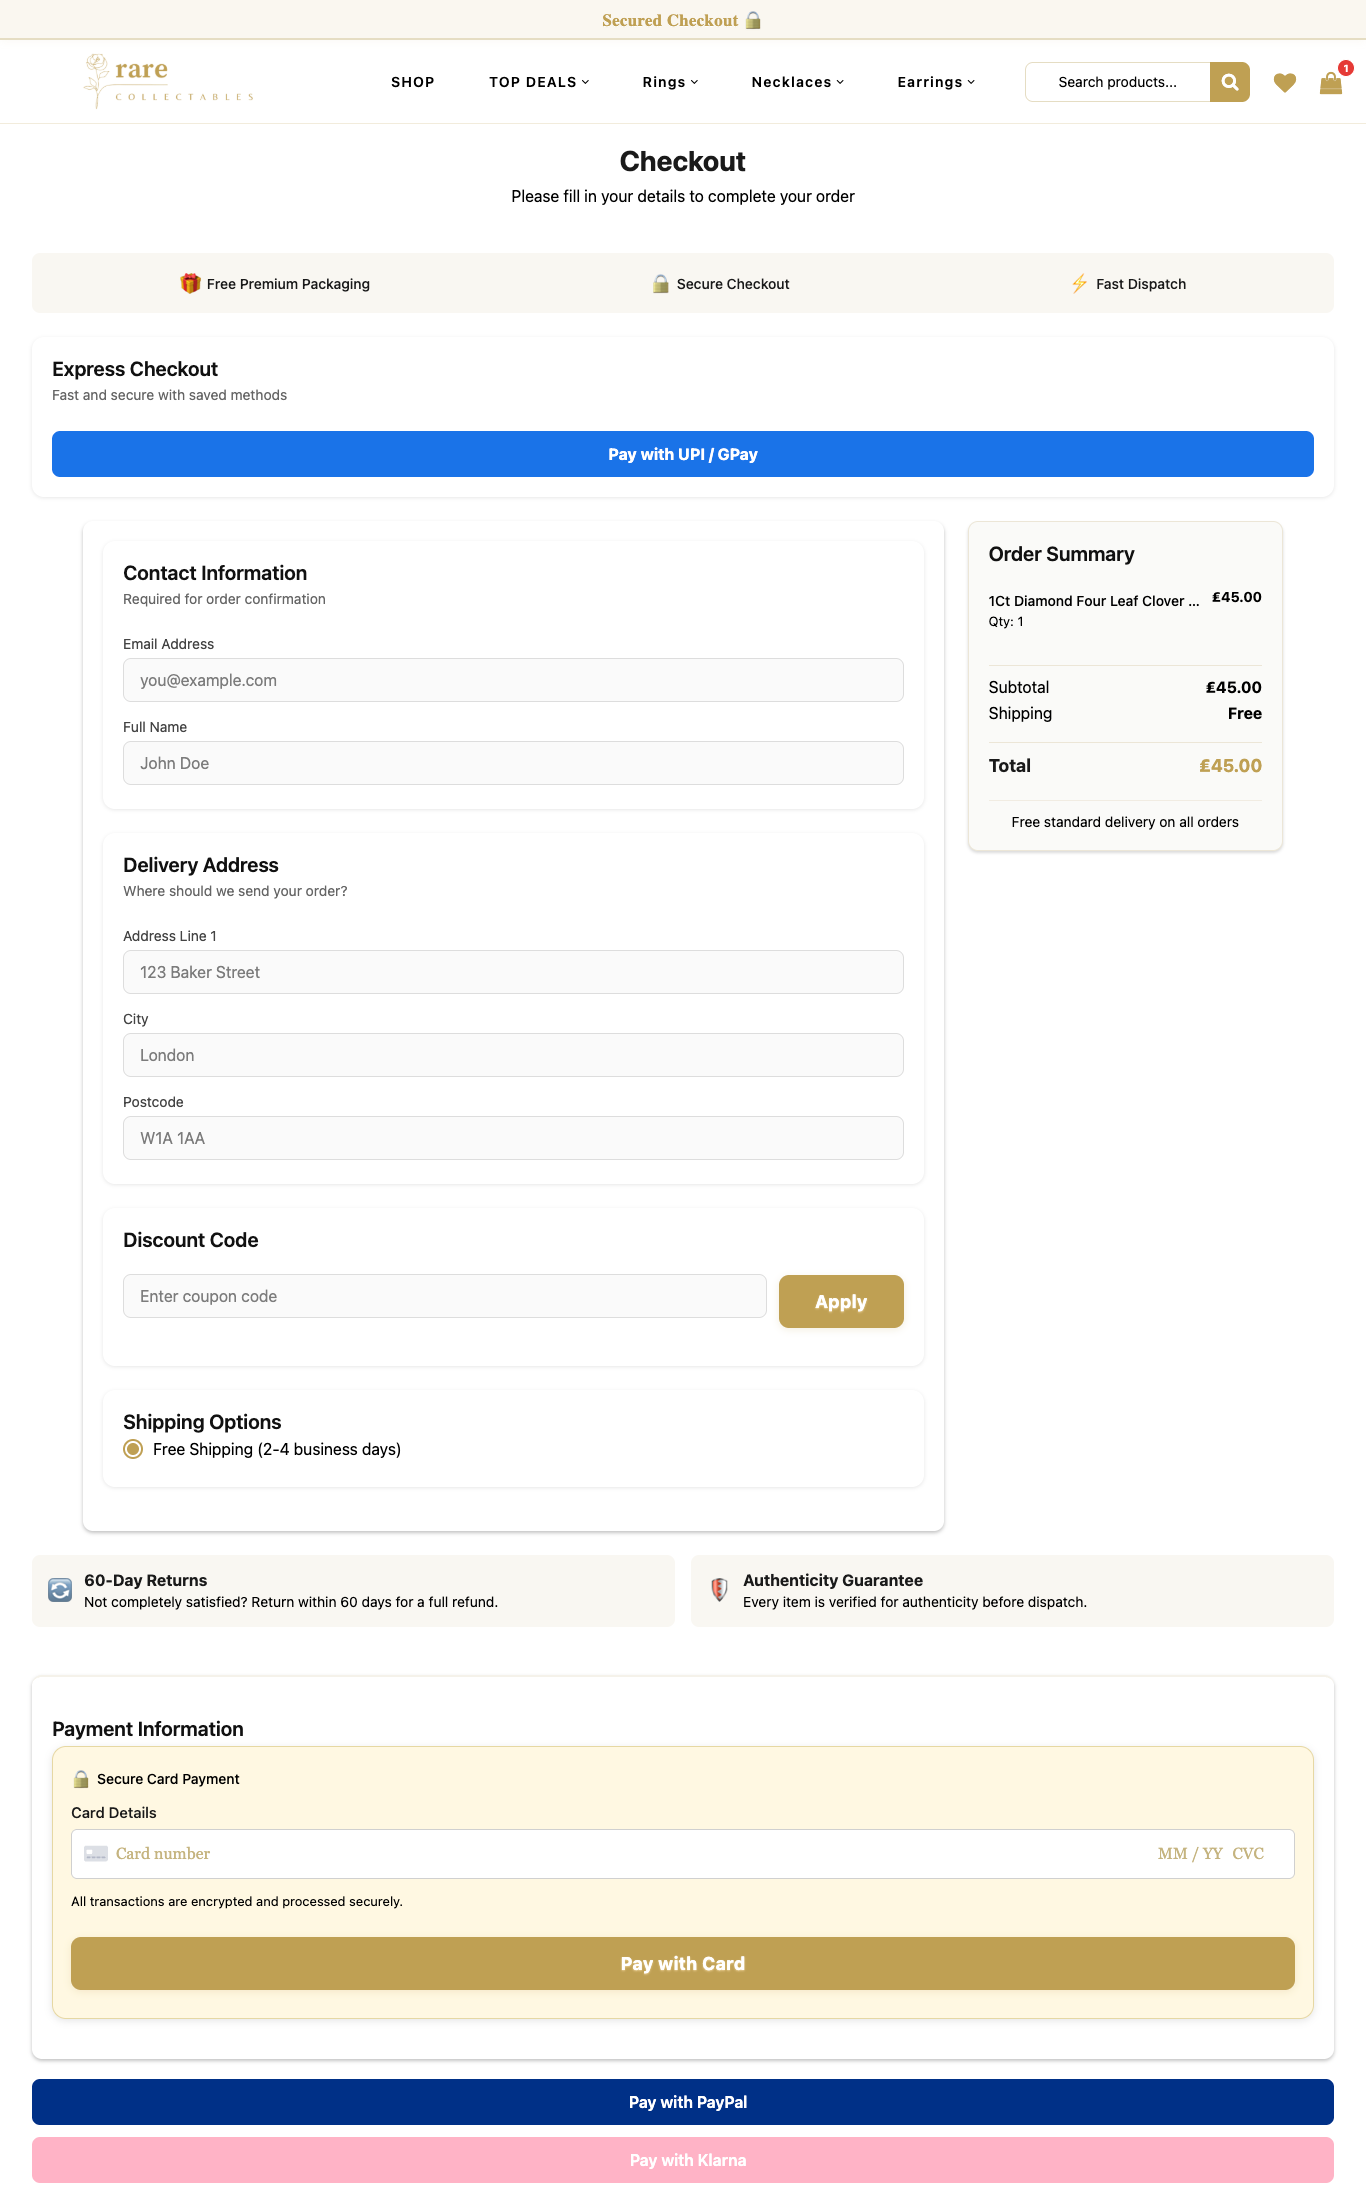 Secured Checkout
rare
COLLECTABLES
SHOP
TOP DEALS
Rings
Necklaces
Earrings
Search products...
1
Checkout
Please fill in your details to complete your order
Free Premium Packaging
Secure Checkout
Fast Dispatch
Express Checkout
Fast and secure with saved methods
Pay with UPI / GPay
Contact Information
Required for order confirmation
Email Address
you@example.com
Full Name
John Doe
Delivery Address
Where should we send your order?
Address Line 1
123 Baker Street
City
London
Postcode
W1A 1AA
Discount Code
Enter coupon code
Apply
Shipping Options
Free Shipping (2-4 business days)
Order Summary
1Ct Diamond Four Leaf Clover ... £45.00
Qty: 1
Subtotal £45.00
Shipping Free
Total £45.00
Free standard delivery on all orders
60-Day Returns
Not completely satisfied? Return within 60 days for a full refund.
Authenticity Guarantee
Every item is verified for authenticity before dispatch.
Payment Information
Secure Card Payment
Card Details
Card number MM / YY CVC
All transactions are encrypted and processed securely.
Pay with Card
Pay with PayPal
Pay with Klarna